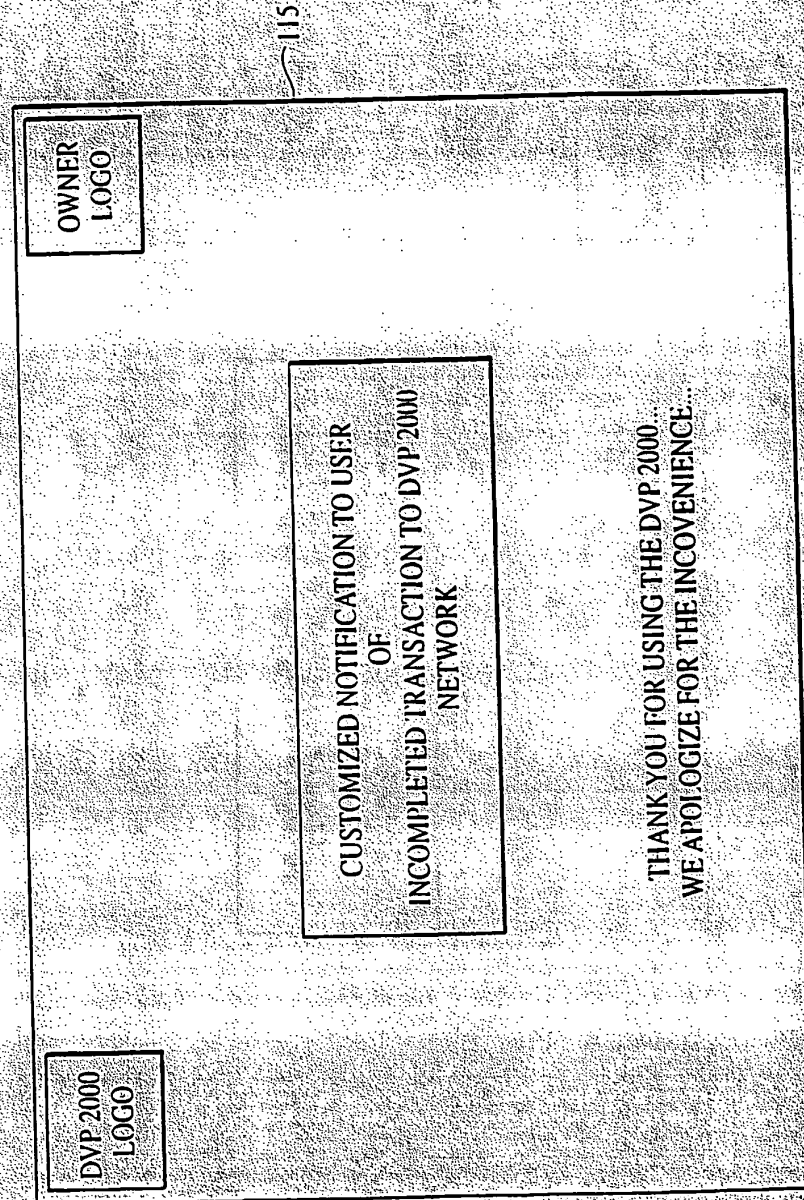 DVP 2000
LOGO
OWNER
LOGO
115
CUSTOMIZED NOTIFICATION TO USER
OF
INCOMPLETED TRANSACTION TO DVP 2000
NETWORK
THANK YOU FOR USING THE DVP 2000...
WE APOLOGIZE FOR THE INCOVENIENCE...